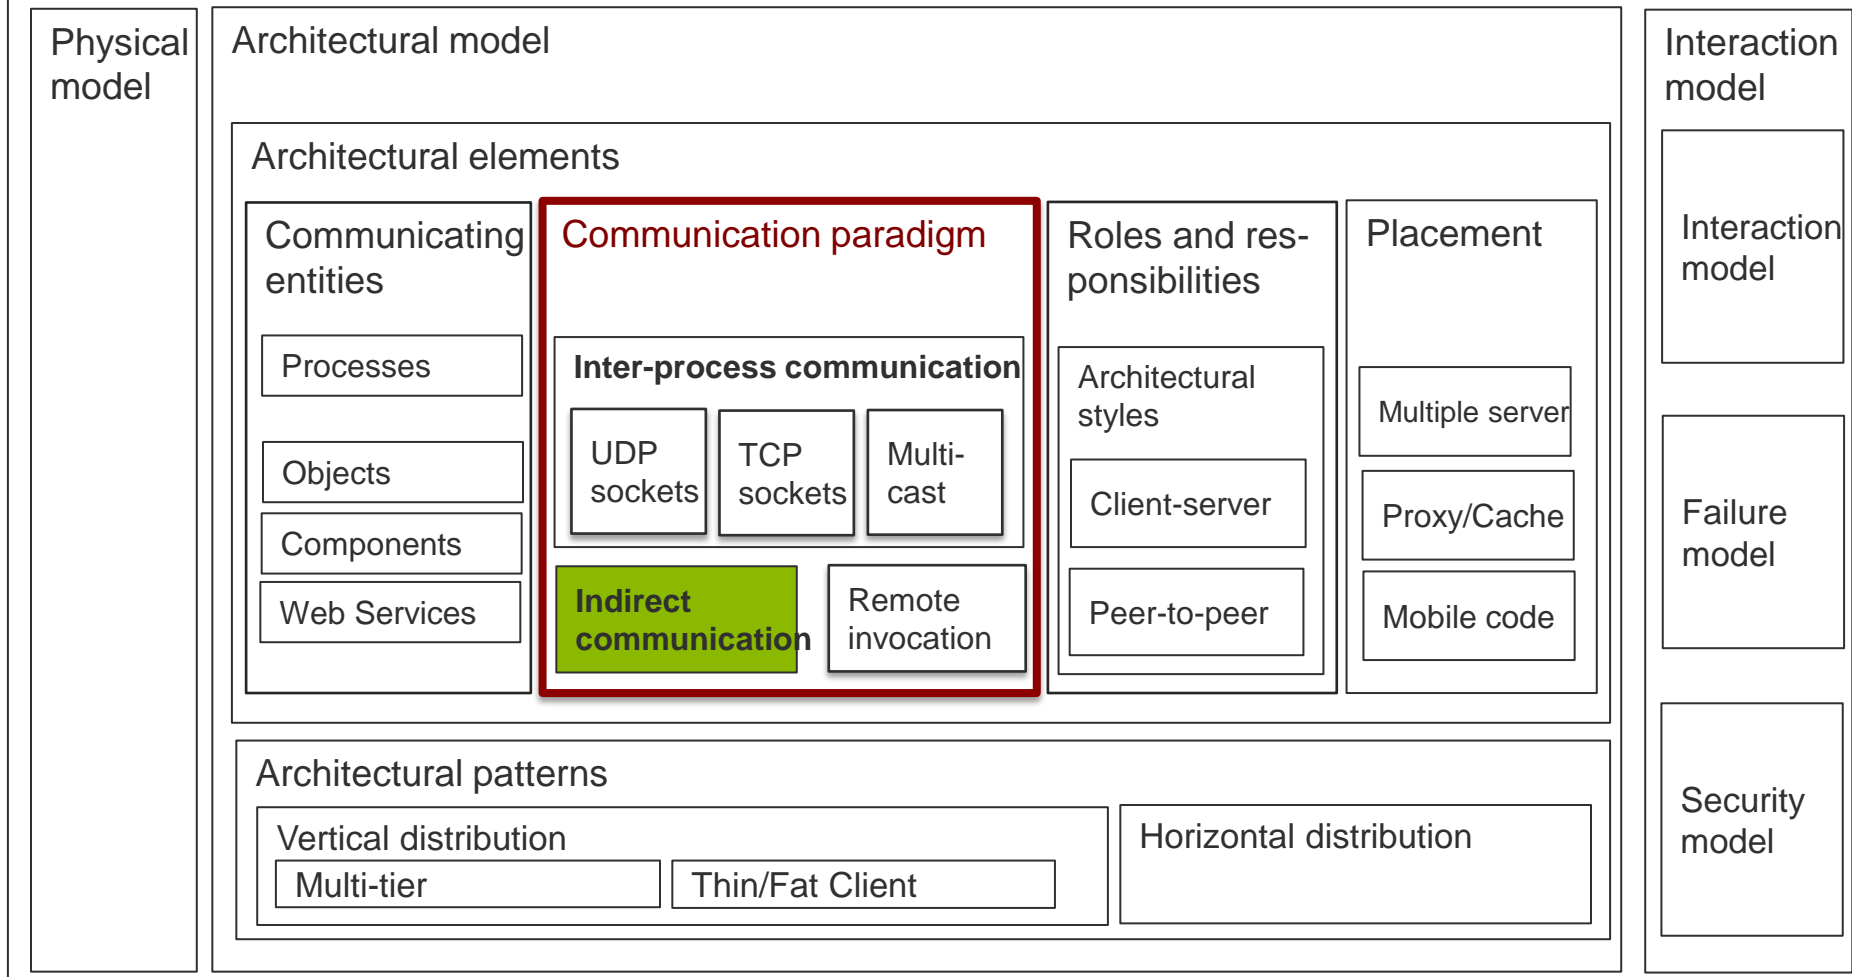 Physical
model
Architectural model
Architectural elements
Communicating
entities
Processes
Objects
Components
Web Services
Communication paradigm
Inter-process communication
UDP
sockets
TCP
sockets
Multi-
cast
Indirect
communication
Remote
invocation
Roles and res-
ponsibilities
Architectural
styles
Client-server
Peer-to-peer
Placement
Multiple server
Proxy/Cache
Mobile code
Architectural patterns
Vertical distribution
Multi-tier
Thin/Fat Client
Horizontal distribution
Interaction
model
Interaction
model
Failure
model
Security
model